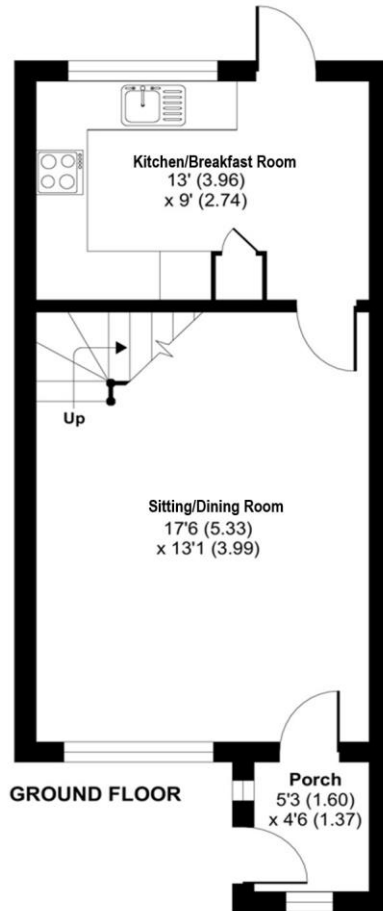 Kitchen/Breakfast Room
13' (3.96)
x 9' (2.74)
Up
Sitting/Dining Room
17'6 (5.33)
x 13'1 (3.99)
GROUND FLOOR
Porch
5'3 (1.60)
x 4'6 (1.37)